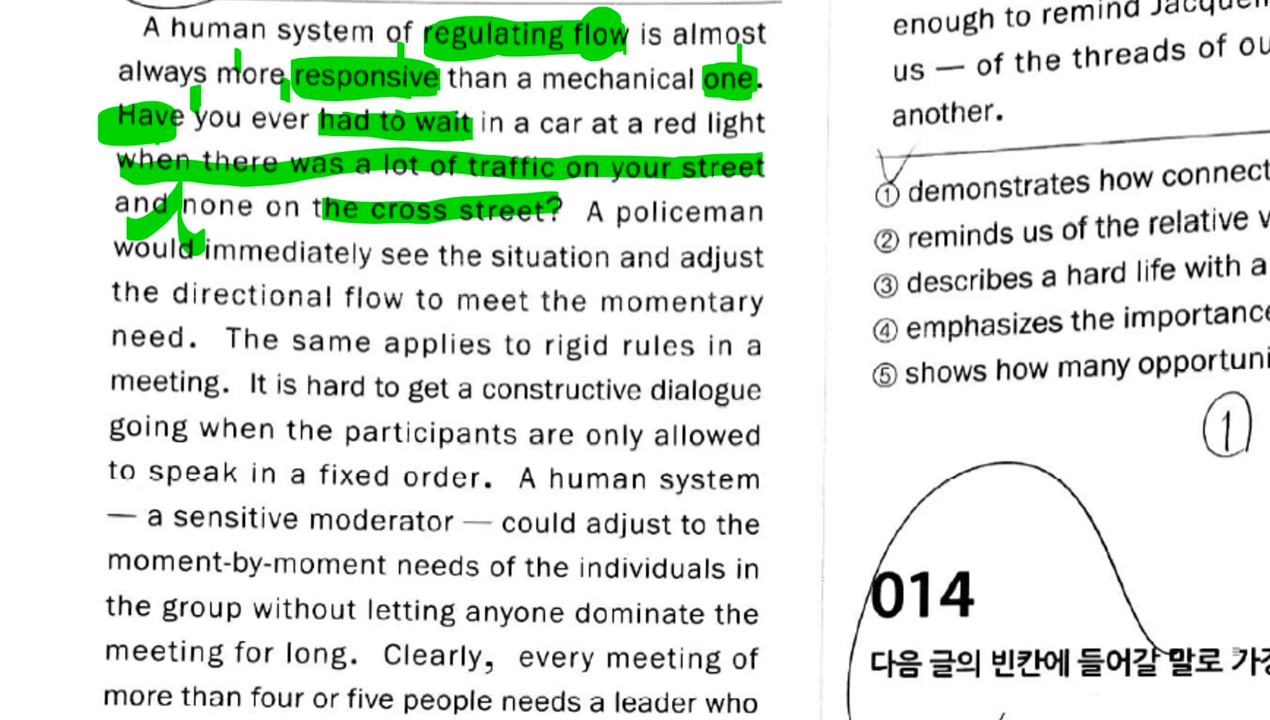 A human system of regulating flow is almost
always more responsive than a mechanical one.
Have you ever had to wait in a car at a red light
when there was a lot of traffic on your street
and none on the cross street? A policeman
would immediately see the situation and adjust
the directional flow to meet the momentary
need. The same applies to rigid rules in a
meeting. It is hard to get a constructive dialogue
going when the participants are only allowed
to speak in a fixed order. A human system
— a sensitive moderator — could adjust to the
moment-by-moment needs of the individuals in
the group without letting anyone dominate the
meeting for long. Clearly, every meeting of
more than four or five people needs a leader who
enough to remind
us — of the threads of
another.
① demonstrates how
② reminds us of the relative
③ describes a hard life with a
④ emphasizes the
⑤ shows how many
1
014
다음 글의 빈칸에 들어갈 말로